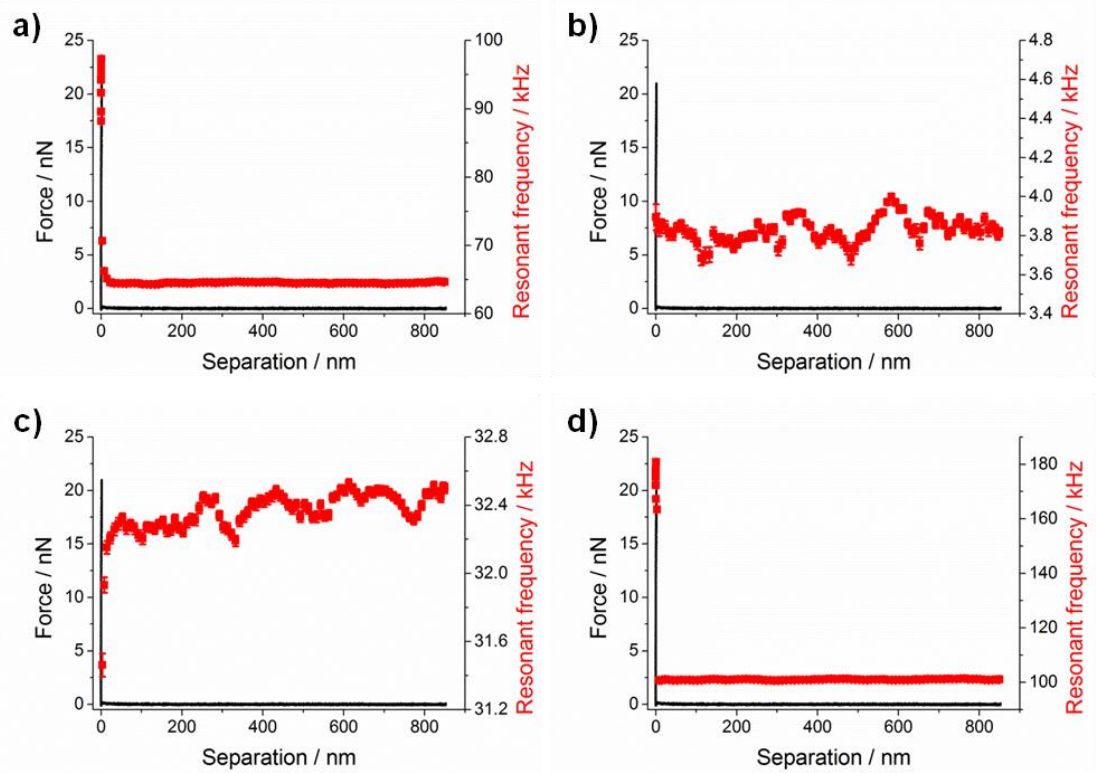 a)
25
20
15
10
5
0
Force / nN
100
90
80
70
60
Resonant frequency / kHz
0 200 400 600 800
Separation / nm
b)
25
20
15
10
5
0
Force / nN
4.8
4.6
4.4
4.2
4.0
3.8
3.6
3.4
Resonant frequency / kHz
0 200 400 600 800
Separation / nm
c)
25
20
15
10
5
0
Force / nN
32.8
32.4
32.0
31.6
31.2
Resonant frequency / kHz
0 200 400 600 800
Separation / nm
d)
25
20
15
10
5
0
Force / nN
180
160
140
120
100
Resonant frequency / kHz
0 200 400 600 800
Separation / nm